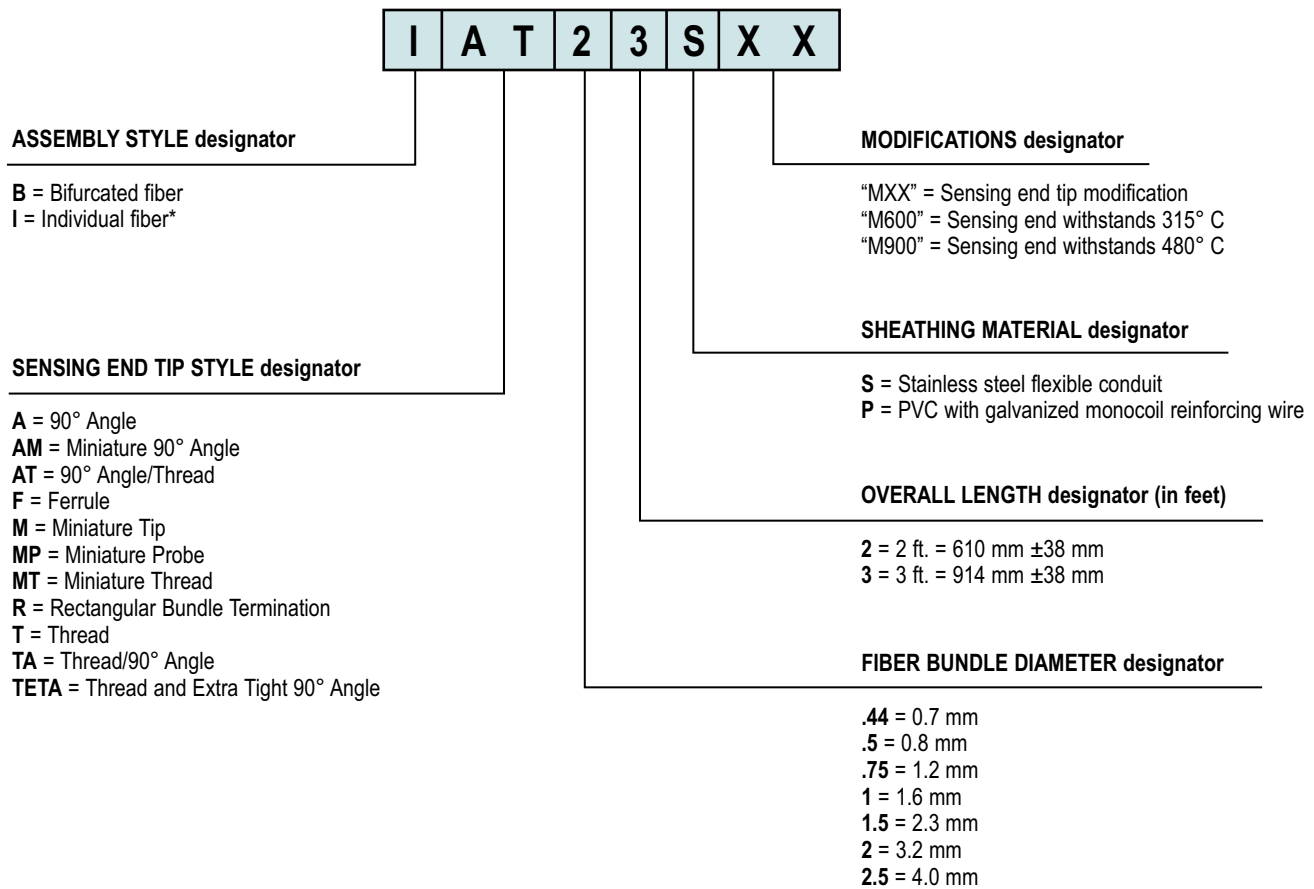 I A T 2 3 S X X
ASSEMBLY STYLE designator
B = Bifurcated fiber
I = Individual fiber*
SENSING END TIP STYLE designator
A = 90° Angle
AM = Miniature 90° Angle
AT = 90° Angle/Thread
F = Ferrule
M = Miniature Tip
MP = Miniature Probe
MT = Miniature Thread
R = Rectangular Bundle Termination
T = Thread
TA = Thread/90° Angle
TETA = Thread and Extra Tight 90° Angle
MODIFICATIONS designator
“MXX” = Sensing end tip modification
“M600” = Sensing end withstands 315° C
“M900” = Sensing end withstands 480° C
SHEATHING MATERIAL designator
S = Stainless steel flexible conduit
P = PVC with galvanized monocoil reinforcing wire
OVERALL LENGTH designator (in feet)
2 = 2 ft. = 610 mm ±38 mm
3 = 3 ft. = 914 mm ±38 mm
FIBER BUNDLE DIAMETER designator
.44 = 0.7 mm
.5 = 0.8 mm
.75 = 1.2 mm
1 = 1.6 mm
1.5 = 2.3 mm
2 = 3.2 mm
2.5 = 4.0 mm